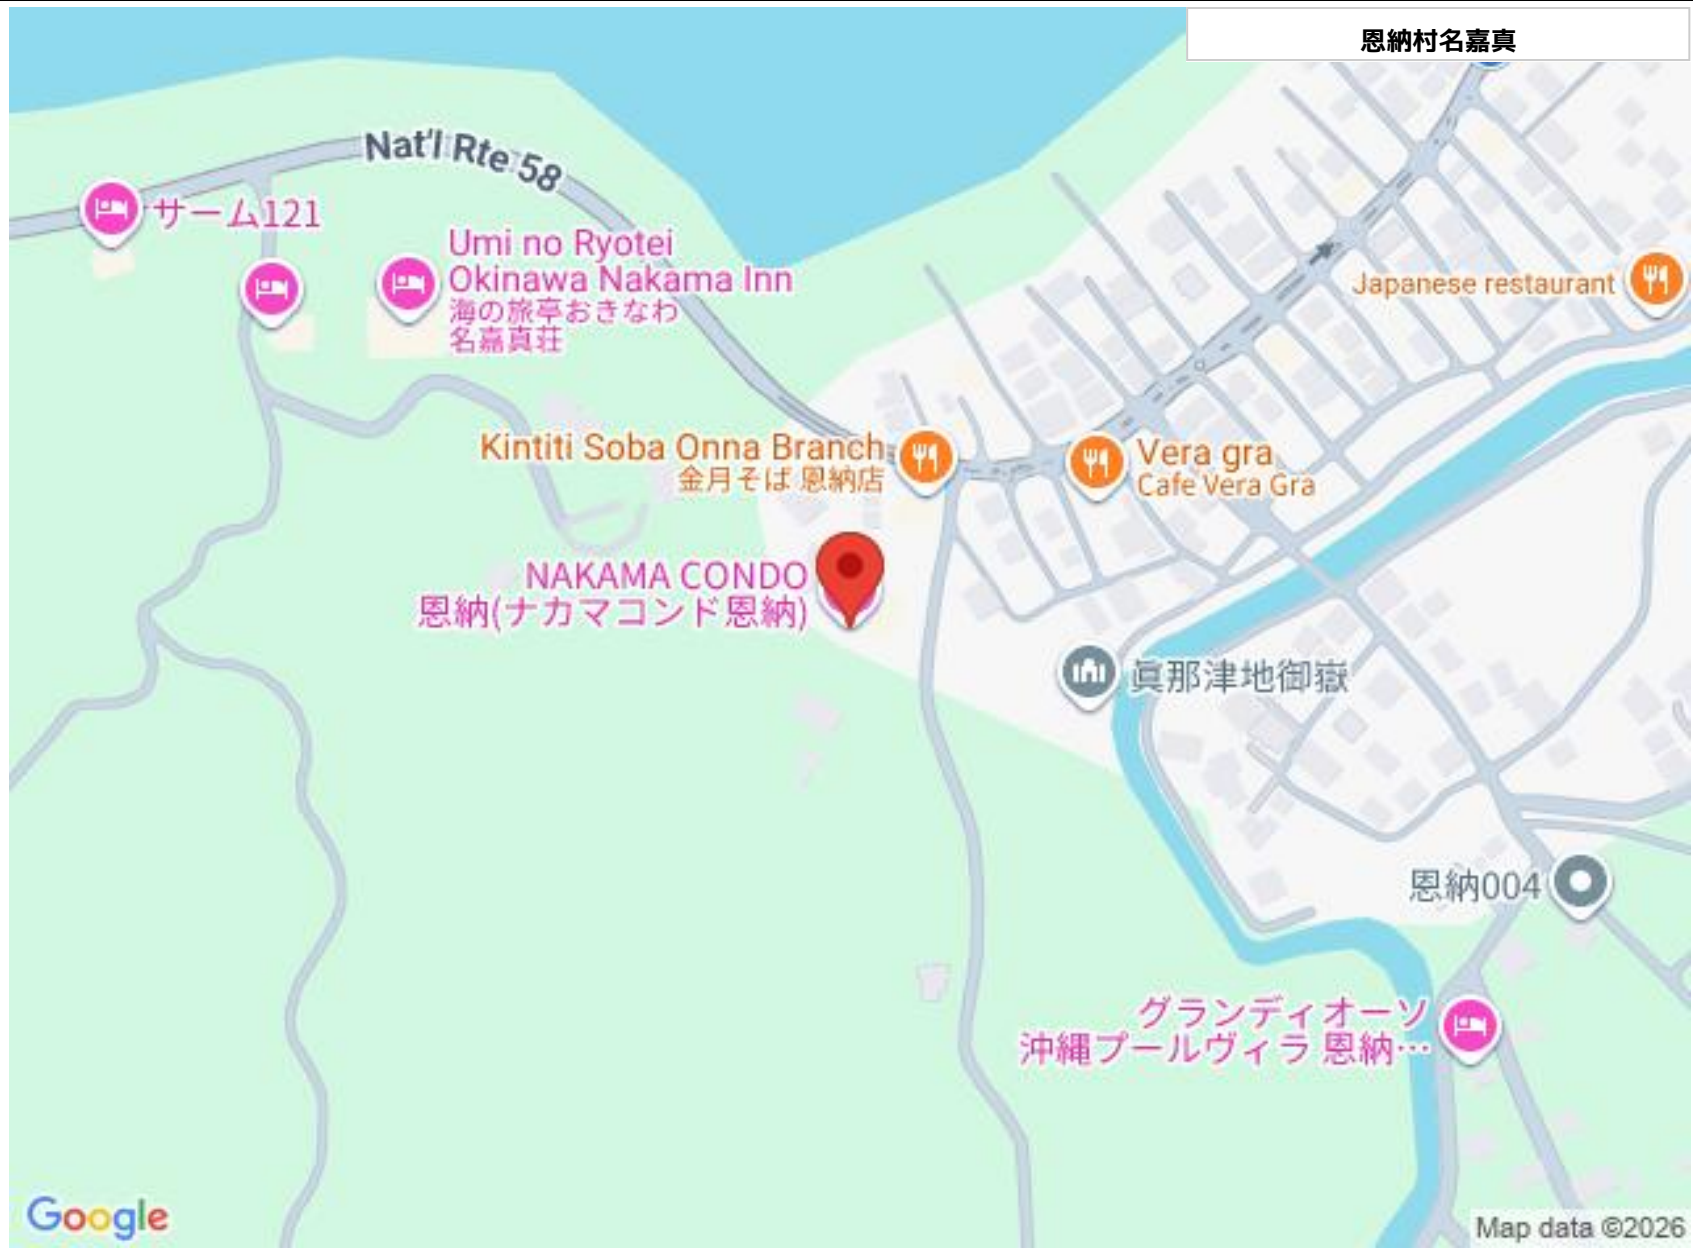 恩納村名嘉真
Nat'l Rte 58
サーム121
Umi no Ryotei
Okinawa Nakama Inn
海の旅亭おきなわ
名嘉真荘
Japanese restaurant
Kintiti Soba Onna Branch
金月そば 恩納店
Vera gra
Cafe Vera Gra
NAKAMA CONDO
恩納(ナカマコンド恩納)
眞那津地御嶽
恩納004
グランディオーソ
沖縄プールヴィラ 恩納…
Google
Map data ©2026